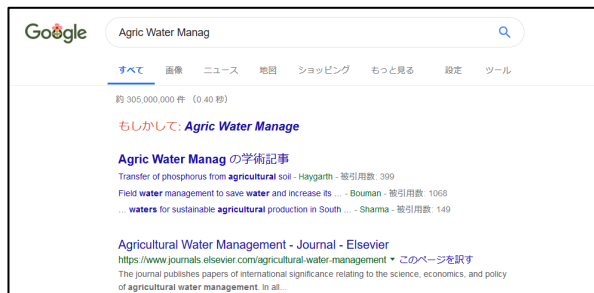 Google
Agric Water Manag
すべて 画像 ニュース 地図 ショッピング もっと見る 設定 ツール
約 305,000,000 件 （0.40 秒）
もしかして: Agric Water Manage
Agric Water Manag の学術記事
Transfer of phosphorus from agricultural soil - Haygarth - 被引用数: 399
Field water management to save water and increase its ... - Bouman - 被引用数: 1068
... waters for sustainable agricultural production in South ... - Sharma - 被引用数: 149
Agricultural Water Management - Journal - Elsevier
https://www.journals.elsevier.com/agricultural-water-management ▾ このページを訳す
The journal publishes papers of international significance relating to the science, economics, and policy
of agricultural water management. In all...